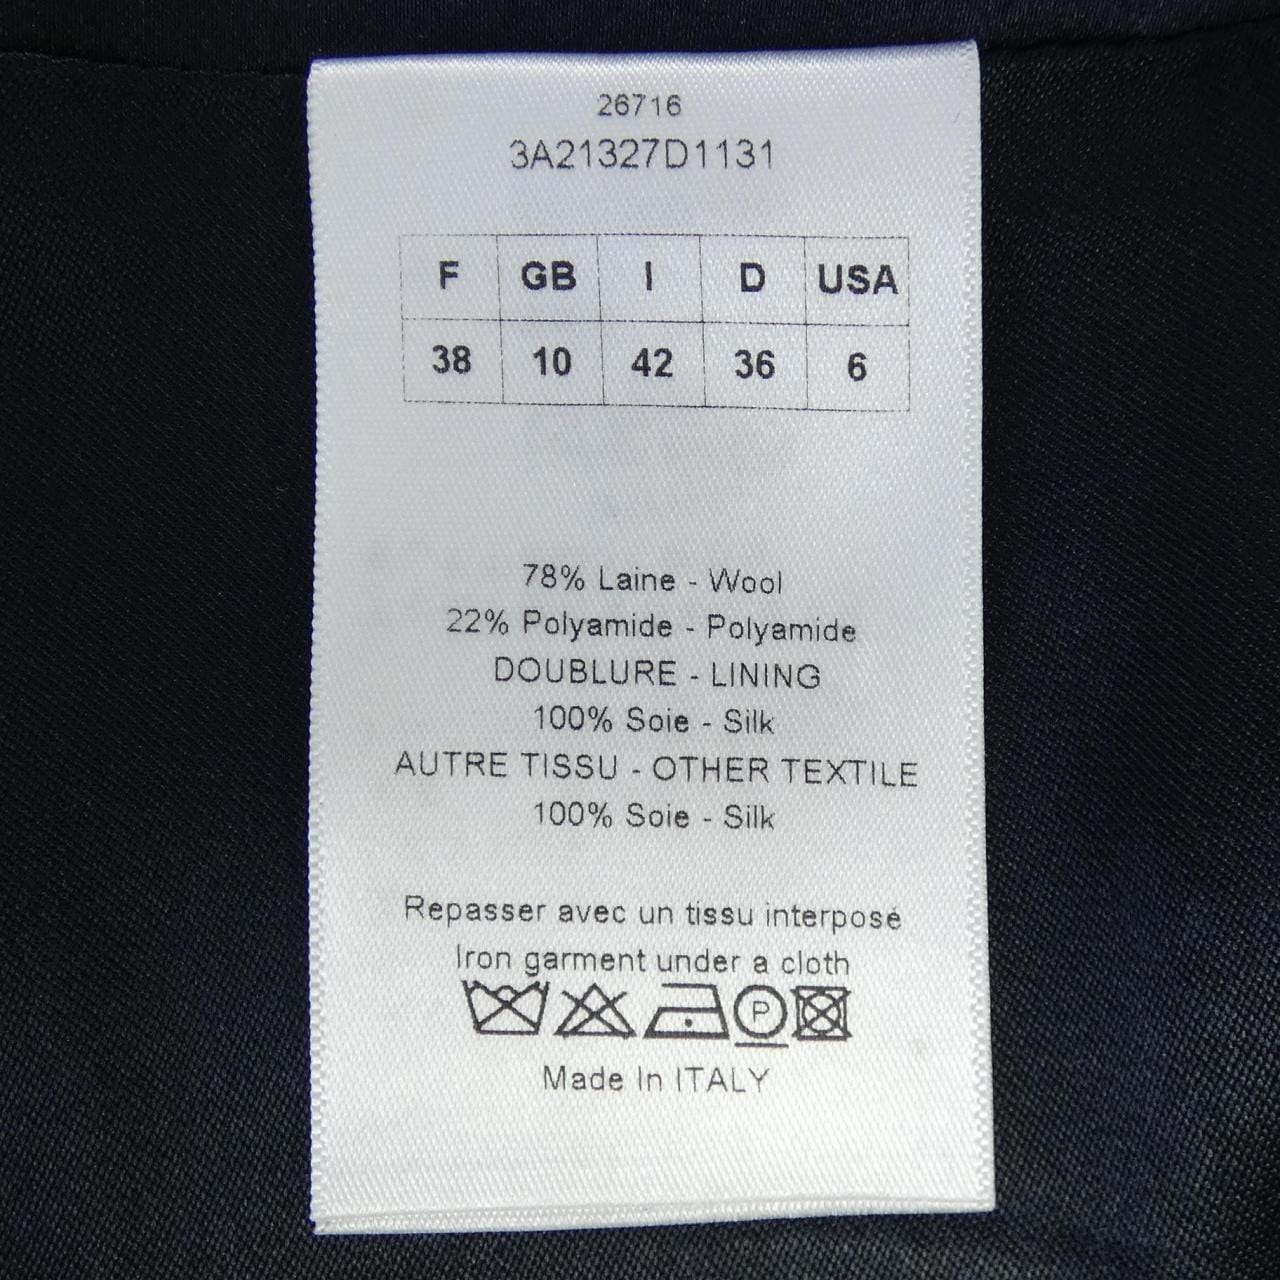 26716
3A21327D1131
F GB I D USA
38 10 42 36 6
78% Laine - Wool
22% Polyamide - Polyamide
DOUBLURE - LINING
100% Soie - Silk
AUTRE TISSU - OTHER TEXTILE
100% Soie - Silk
Repasser avec un tissu interposé
Iron garment under a cloth
P
Made In ITALY